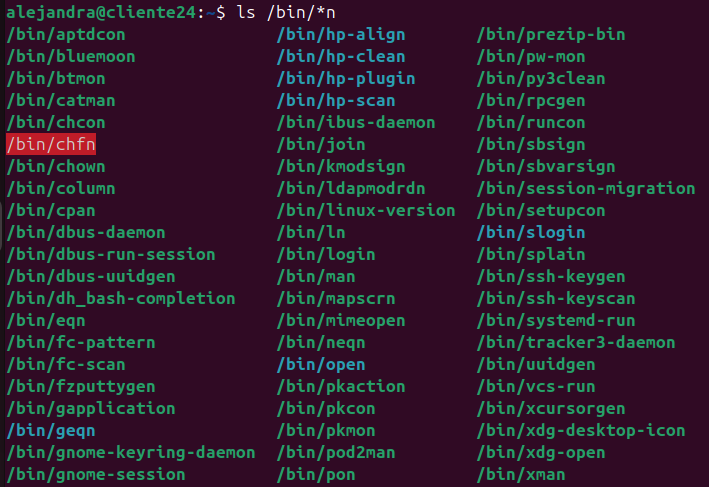 alejandra@cliente24:~$ ls /bin/*n
/bin/aptdcon /bin/hp-align /bin/prezip-bin
/bin/bluemoon /bin/hp-clean /bin/pw-mon
/bin/btmon /bin/hp-plugin /bin/py3clean
/bin/catman /bin/hp-scan /bin/rpcgen
/bin/chcon /bin/ibus-daemon /bin/runcon
/bin/chfn /bin/join /bin/sbsign
/bin/chown /bin/kmodsign /bin/sbvarsign
/bin/column /bin/ldapmodrdn /bin/session-migration
/bin/cpan /bin/linux-version /bin/setupcon
/bin/dbus-daemon /bin/ln /bin/slogin
/bin/dbus-run-session /bin/login /bin/splain
/bin/dbus-uuidgen /bin/man /bin/ssh-keygen
/bin/dh_bash-completion /bin/mapscrn /bin/ssh-keyscan
/bin/eqn /bin/mimeopen /bin/systemd-run
/bin/fc-pattern /bin/neqn /bin/tracker3-daemon
/bin/fc-scan /bin/open /bin/uuidgen
/bin/fzputtygen /bin/pkaction /bin/vcs-run
/bin/gapplication /bin/pkcon /bin/xcursorgen
/bin/geqn /bin/pkmon /bin/xdg-desktop-icon
/bin/gnome-keyring-daemon /bin/pod2man /bin/xdg-open
/bin/gnome-session /bin/pon /bin/xman